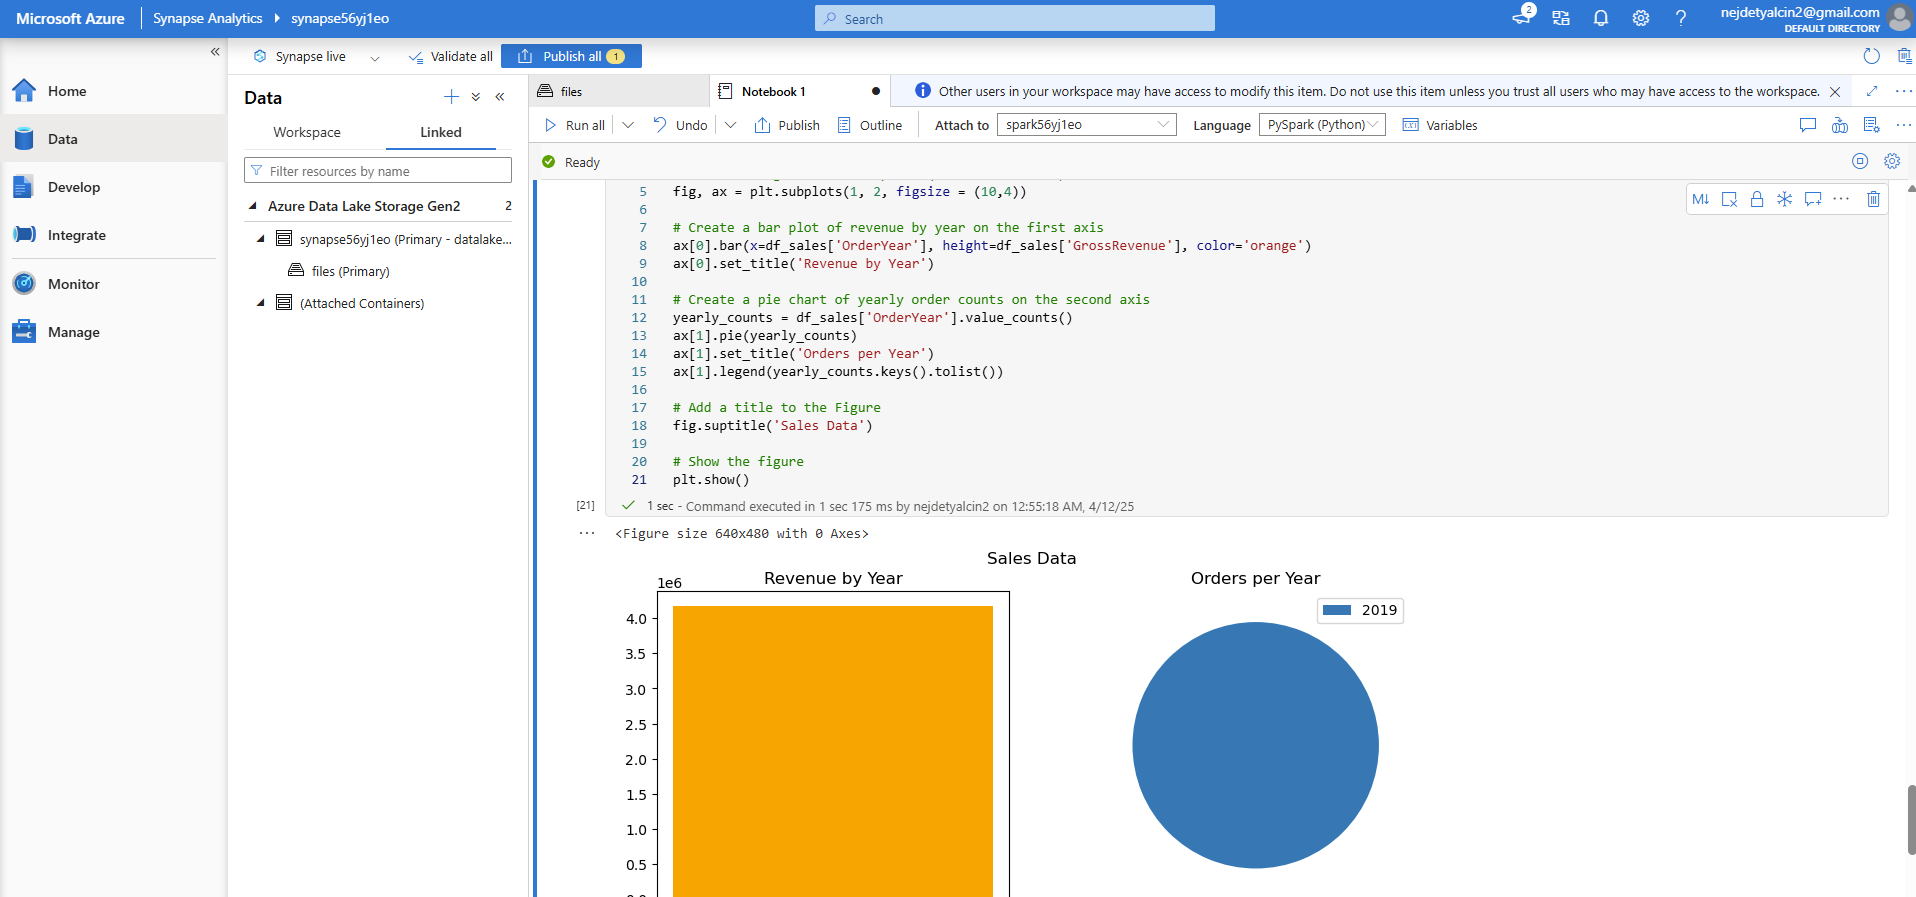 Microsoft Azure
Synapse Analytics
synapse56yj1eo
Search
2
nejdetyalcin2@gmail.com
DEFAULT DIRECTORY
Synapse live
Validate all
Publish all 1
Home
Data
Develop
Integrate
Monitor
Manage
Data
Workspace
Linked
Filter resources by name
Azure Data Lake Storage Gen2 2
synapse56yj1eo (Primary - datalake...
files (Primary)
(Attached Containers)
files
Notebook 1
Other users in your workspace may have access to modify this item. Do not use this item unless you trust all users who may have access to the workspace.
Run all
Undo
Publish
Outline
Attach to
spark56yj1eo
Language
PySpark (Python)
Variables
Ready
M↓
5 fig, ax = plt.subplots(1, 2, figsize = (10,4))
6
7 # Create a bar plot of revenue by year on the first axis
8 ax[0].bar(x=df_sales['OrderYear'], height=df_sales['GrossRevenue'], color='orange')
9 ax[0].set_title('Revenue by Year')
10
11 # Create a pie chart of yearly order counts on the second axis
12 yearly_counts = df_sales['OrderYear'].value_counts()
13 ax[1].pie(yearly_counts)
14 ax[1].set_title('Orders per Year')
15 ax[1].legend(yearly_counts.keys().tolist())
16
17 # Add a title to the Figure
18 fig.suptitle('Sales Data')
19
20 # Show the figure
21 plt.show()
[21] 1 sec - Command executed in 1 sec 175 ms by nejdetyalcin2 on 12:55:18 AM, 4/12/25
<Figure size 640x480 with 0 Axes>
Sales Data
Revenue by Year
1e6
4.0
3.5
3.0
2.5
2.0
1.5
1.0
0.5
Orders per Year
2019